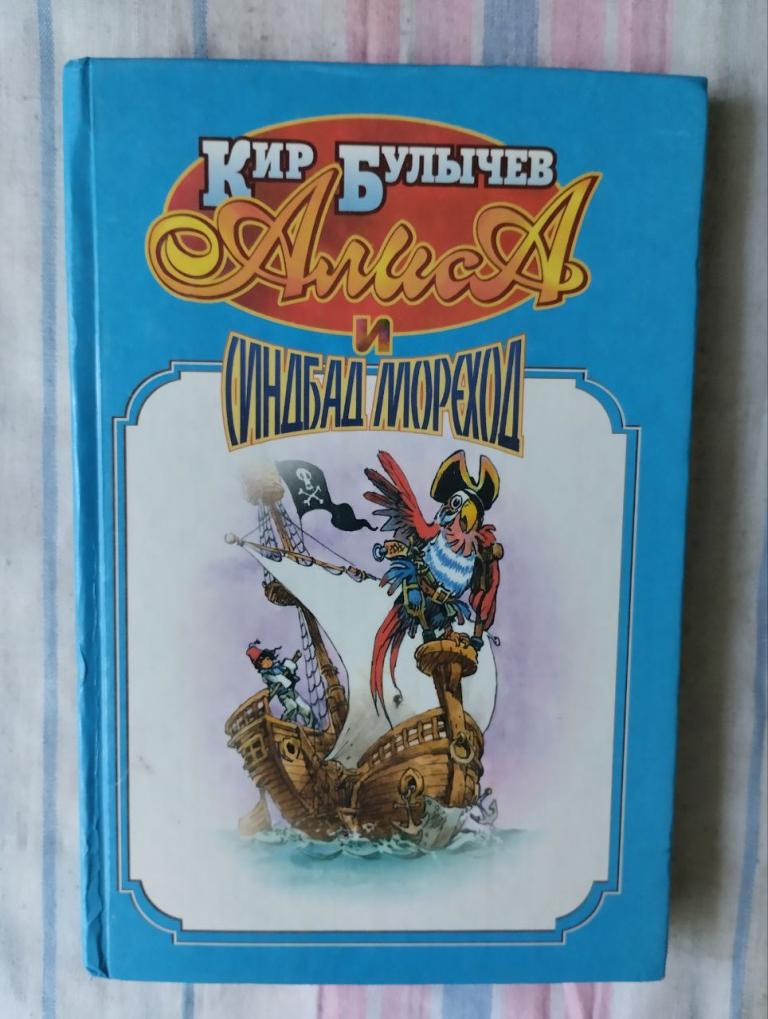 Кир Булычев
Алиса
и
Синдбад Мореход